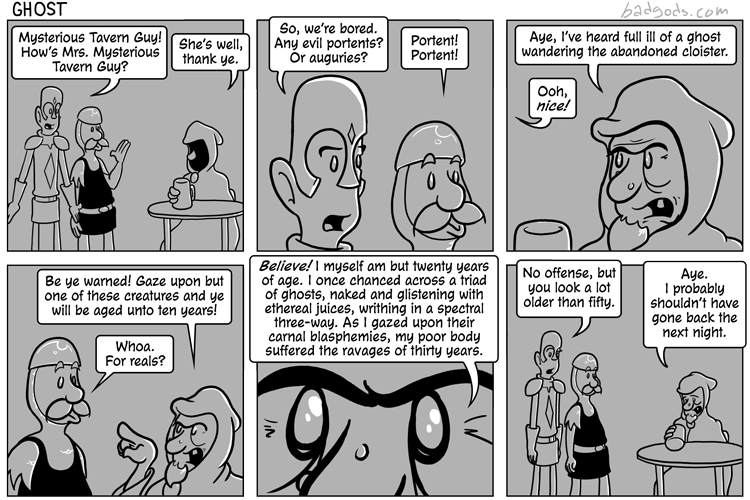 GHOST
badgods.com
Mysterious Tavern Guy!
How's Mrs. Mysterious
Tavern Guy?
She's well,
thank ye.
So, we're bored.
Any evil portents?
Or auguries?
Portent!
Portent!
Aye, I've heard full ill of a ghost
wandering the abandoned cloister.
Ooh,
nice!
Be ye warned! Gaze upon but
one of these creatures and ye
will be aged unto ten years!
Whoa.
For reals?
Believe! I myself am but twenty years
of age. I once chanced across a triad
of ghosts, naked and glistening with
ethereal juices, writhing in a spectral
three-way. As I gazed upon their
carnal blasphemies, my poor body
suffered the ravages of thirty years.
No offense, but
you look a lot
older than fifty.
Aye.
I probably
shouldn't have
gone back the
next night.